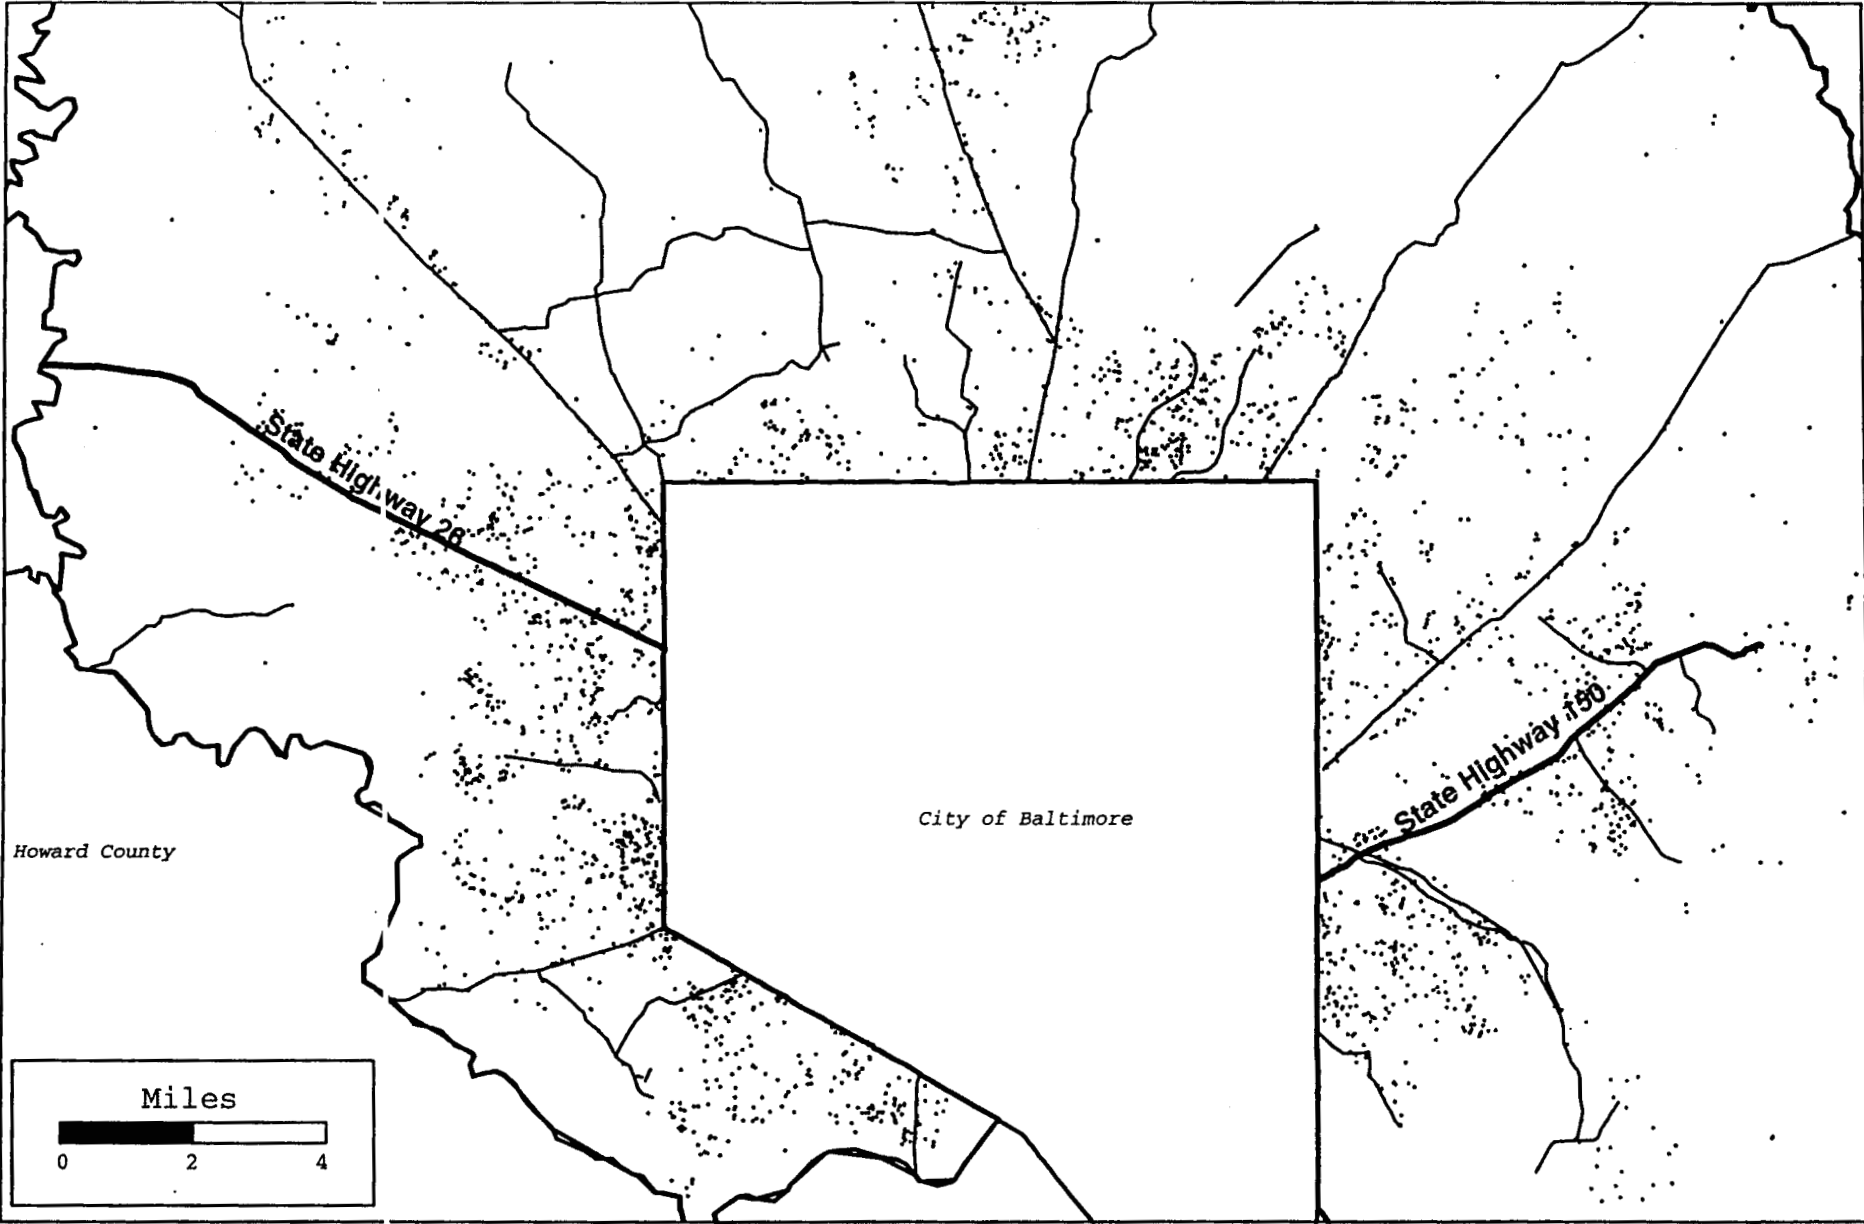 State Highway 26
State Highway 150
City of Baltimore
Howard County
Miles
0 2 4